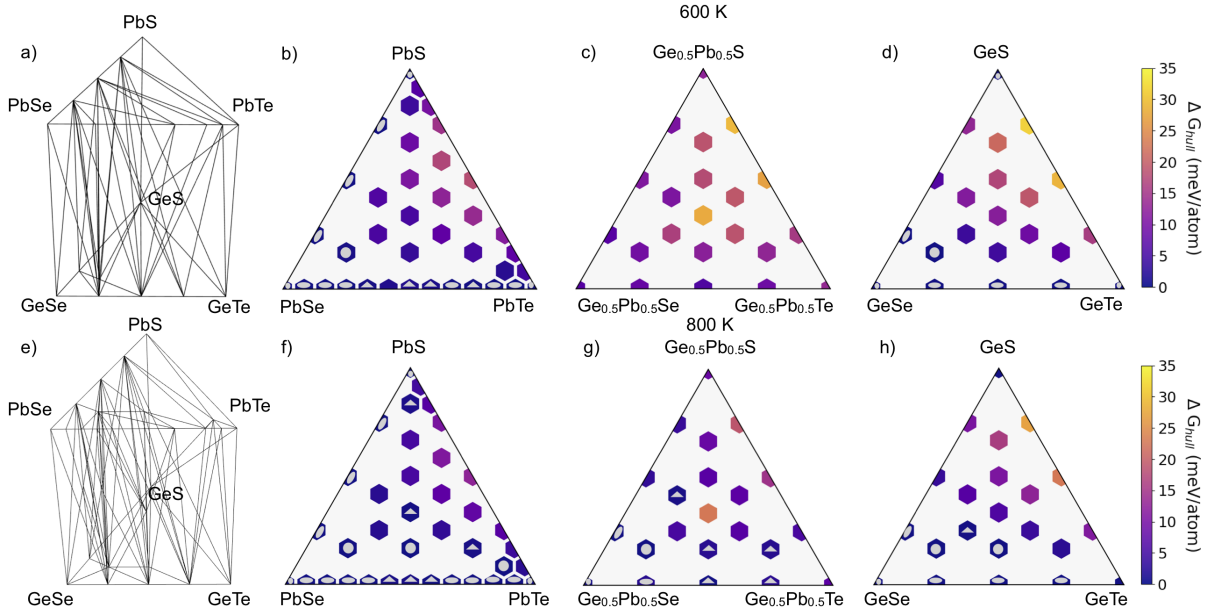 600 K
a)
PbS
PbSe
PbTe
GeS
GeSe
GeTe
b)
PbS
PbSe
PbTe
c)
Ge0.5Pb0.5S
Ge0.5Pb0.5Se
Ge0.5Pb0.5Te
d)
GeS
GeSe
GeTe
35
30
25
20
15
10
5
0
Δ Ghull (meV/atom)
800 K
e)
PbS
PbSe
PbTe
GeS
GeSe
GeTe
f)
PbS
PbSe
PbTe
g)
Ge0.5Pb0.5S
Ge0.5Pb0.5Se
Ge0.5Pb0.5Te
h)
GeS
GeSe
GeTe
35
30
25
20
15
10
5
0
Δ Ghull (meV/atom)